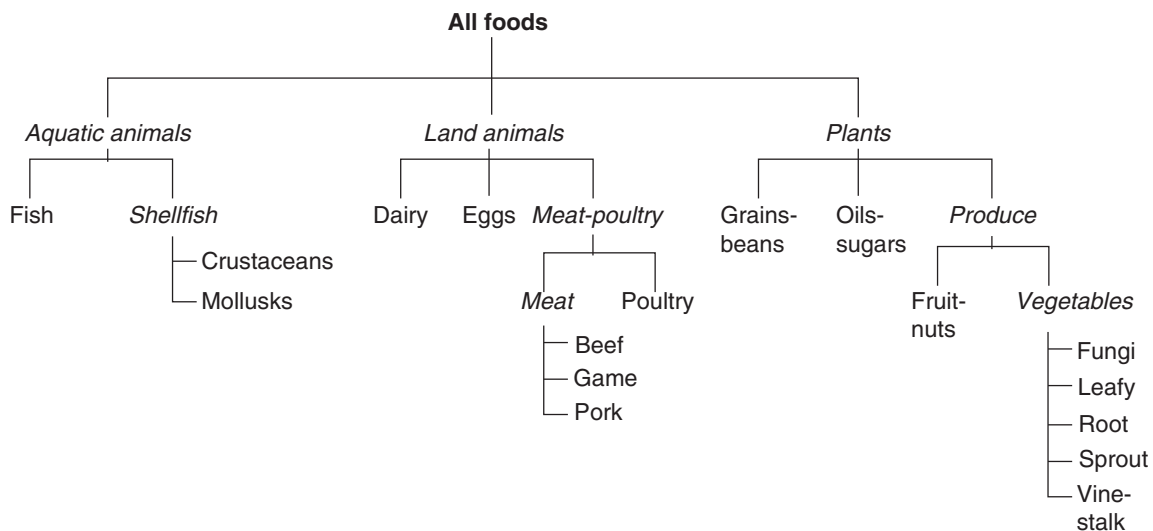 All foods
Aquatic animals
Land animals
Plants
Fish
Shellfish
Dairy
Eggs
Meat-poultry
Grains-
beans
Oils-
sugars
Produce
Crustaceans
Mollusks
Meat
Poultry
Fruit-
nuts
Vegetables
Beef
Game
Pork
Fungi
Leafy
Root
Sprout
Vine-
stalk